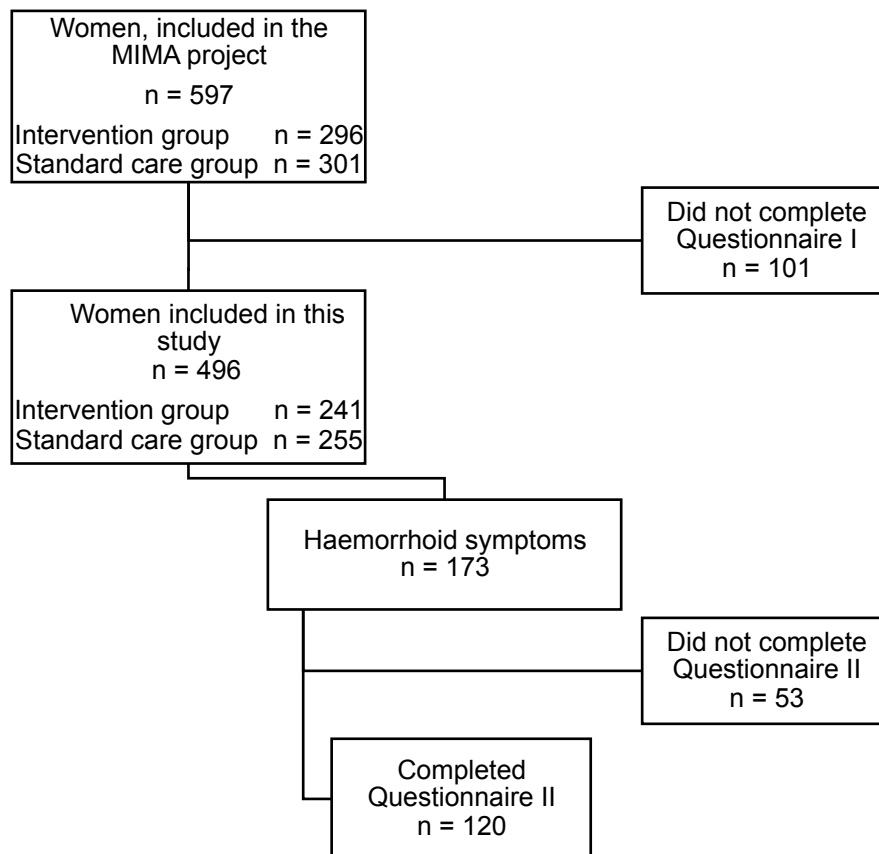 Women, included in the
MIMA project
n = 597
Intervention group n = 296
Standard care group n = 301
Did not complete
Questionnaire I
n = 101
Women included in this
study
n = 496
Intervention group n = 241
Standard care group n = 255
Haemorrhoid symptoms
n = 173
Did not complete
Questionnaire II
n = 53
Completed
Questionnaire II
n = 120